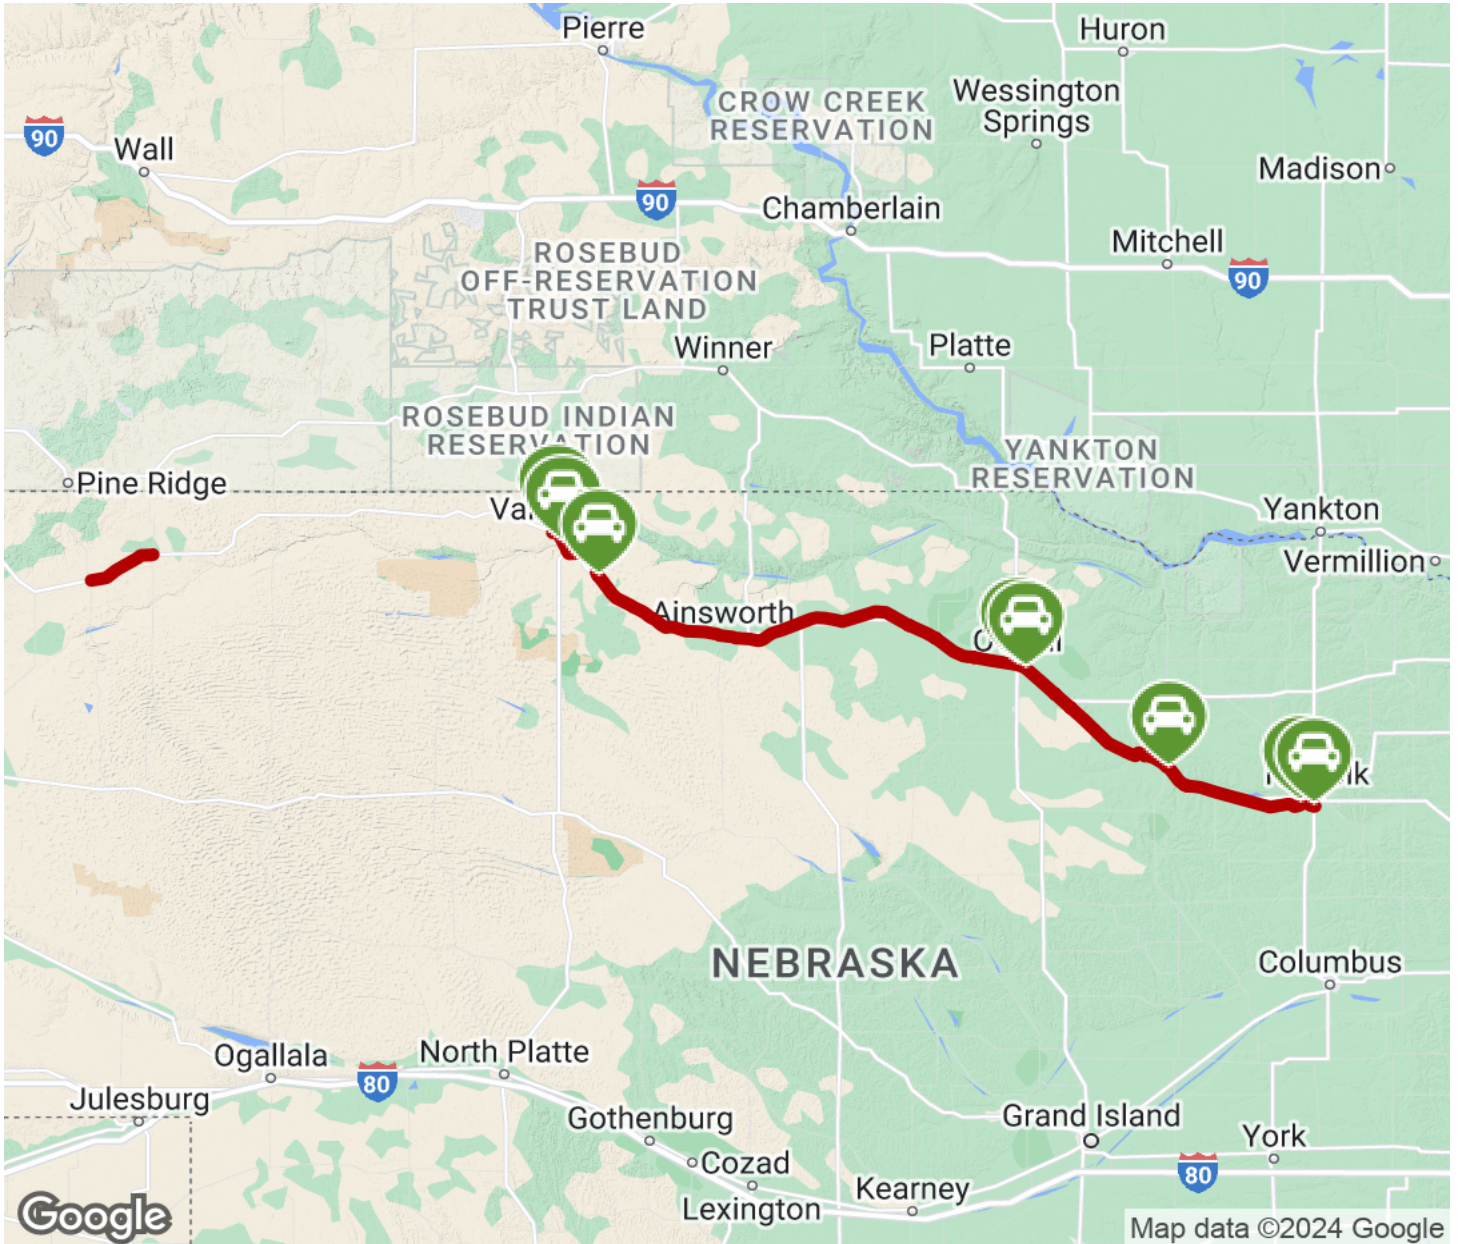 Pierre
Huron
CROW CREEK
RESERVATION
Wessington
Springs
90
Wall
Madison
90
Chamberlain
Mitchell
90
ROSEBUD
OFF-RESERVATION
TRUST LAND
Winner
Platte
ROSEBUD INDIAN
RESERVATION
YANKTON
RESERVATION
Pine Ridge
Yankton
Vermillion
Ainsworth
NEBRASKA
Columbus
Ogallala
North Platte
80
Julesburg
Gothenburg
Grand Island
York
Cozad
80
Kearney
Lexington
Google
Map data ©2024 Google